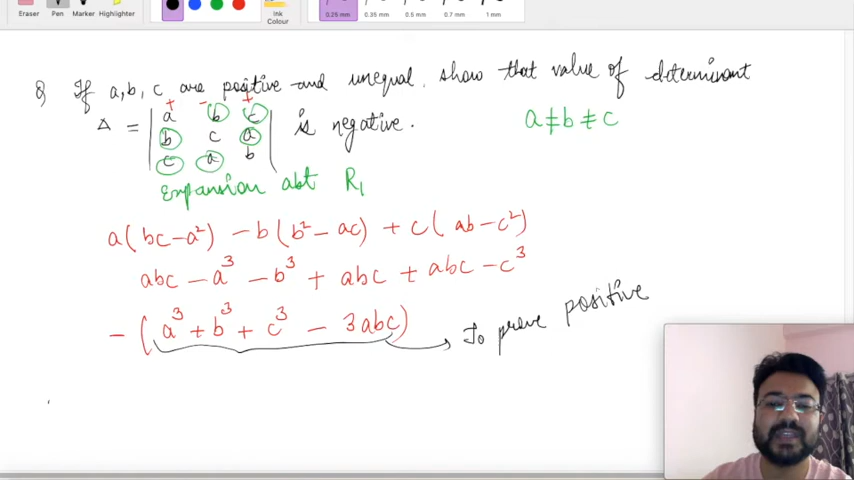 Eraser Pen Marker Highlighter Ink Colour 0.25 mm 0.35 mm 0.5 mm 0.7 mm 1 mm
Q) If a, b, c are positive and unequal, show that value of determinant
+ - +
Δ = | a b c | is negative. a ≠ b ≠ c
| b c a |
| c a b |
Expansion abt R₁
a(bc-a²) - b(b² - ac) + c(ab-c²)
abc - a³ - b³ + abc + abc - c³
- (a³ + b³ + c³ - 3abc) → To prove positive